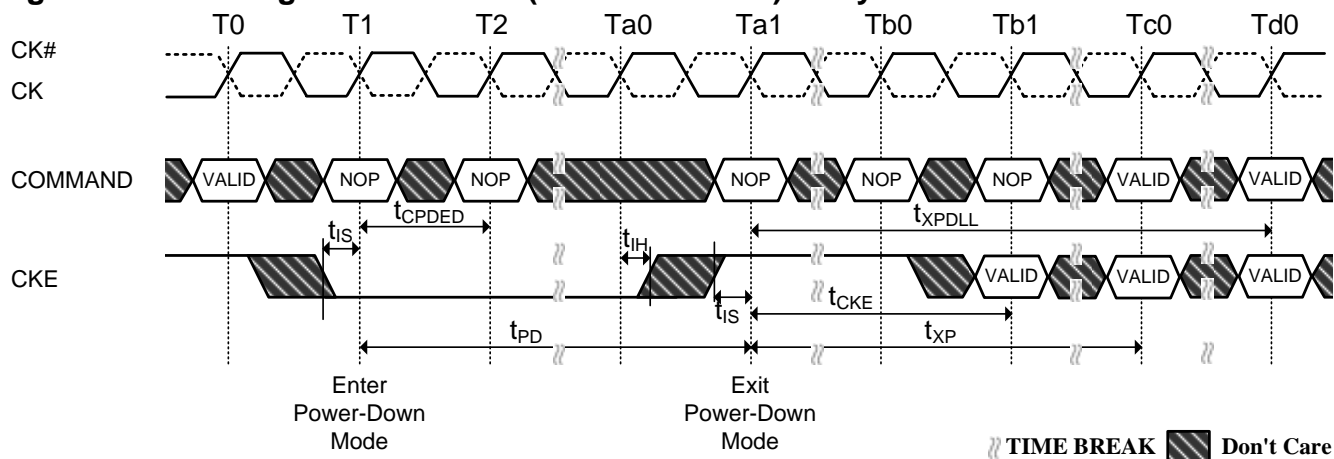 T0 T1 T2 Ta0 Ta1 Tb0 Tb1 Tc0 Td0
CK#
CK
COMMAND VALID NOP NOP NOP NOP NOP VALID VALID
tCPDED tXPDLL
tIS tIH
CKE VALID VALID VALID
tIS tCKE
tPD tXP
Enter
Power-Down
Mode
Exit
Power-Down
Mode
TIME BREAK Don't Care